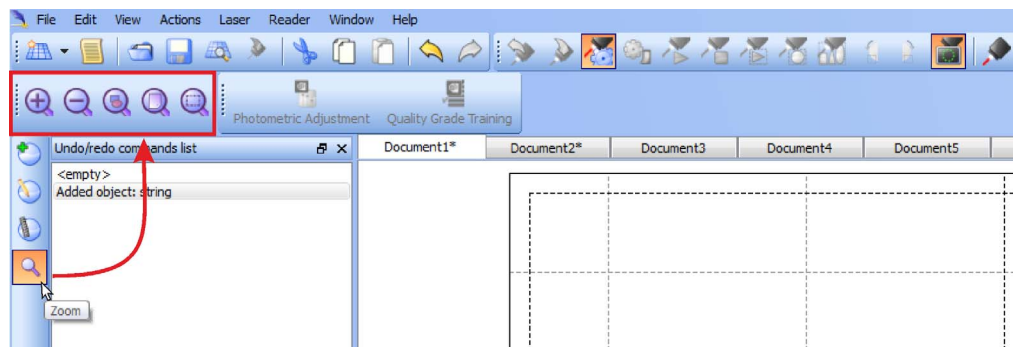 File Edit View Actions Laser Reader Window Help
Photometric Adjustment Quality Grade Training
Undo/redo commands list
Document1* Document2* Document3 Document4 Document5
<empty>
Added object: string
Zoom